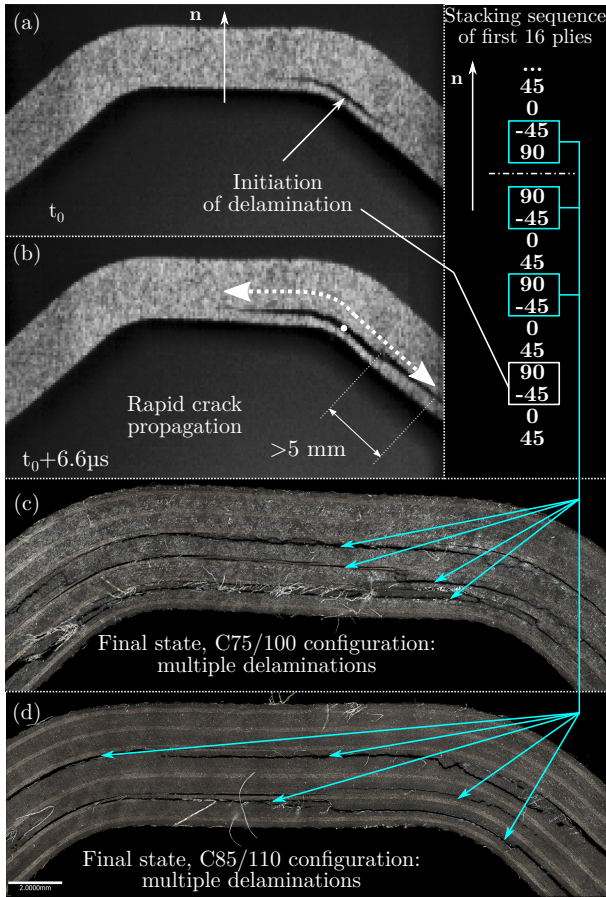 (a)
n
Initiation
of delamination
t0
(b)
Rapid crack
propagation
>5 mm
t0+6.6µs
Stacking sequence
of first 16 plies
n
...
45
0
-45
90
90
-45
0
45
90
-45
0
45
90
-45
0
45
(c)
Final state, C75/100 configuration:
multiple delaminations
(d)
Final state, C85/110 configuration:
multiple delaminations
2.0000mm